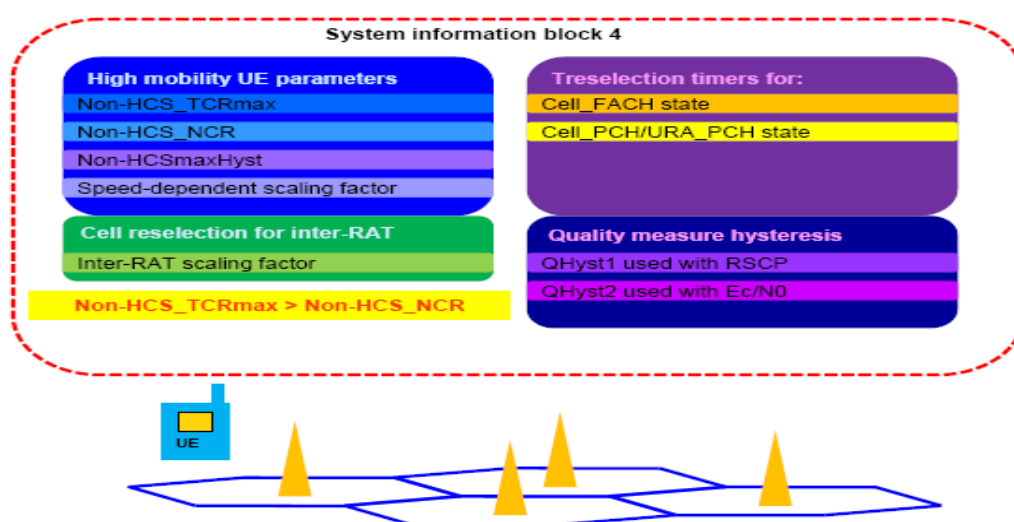 System information block 4
High mobility UE parameters
Non-HCS_TCRmax
Non-HCS_NCR
Non-HCSmaxHyst
Speed-dependent scaling factor
Treselection timers for:
Cell_FACH state
Cell_PCH/URA_PCH state
Cell reselection for inter-RAT
Inter-RAT scaling factor
Non-HCS_TCRmax > Non-HCS_NCR
Quality measure hysteresis
QHyst1 used with RSCP
QHyst2 used with Ec/N0
UE